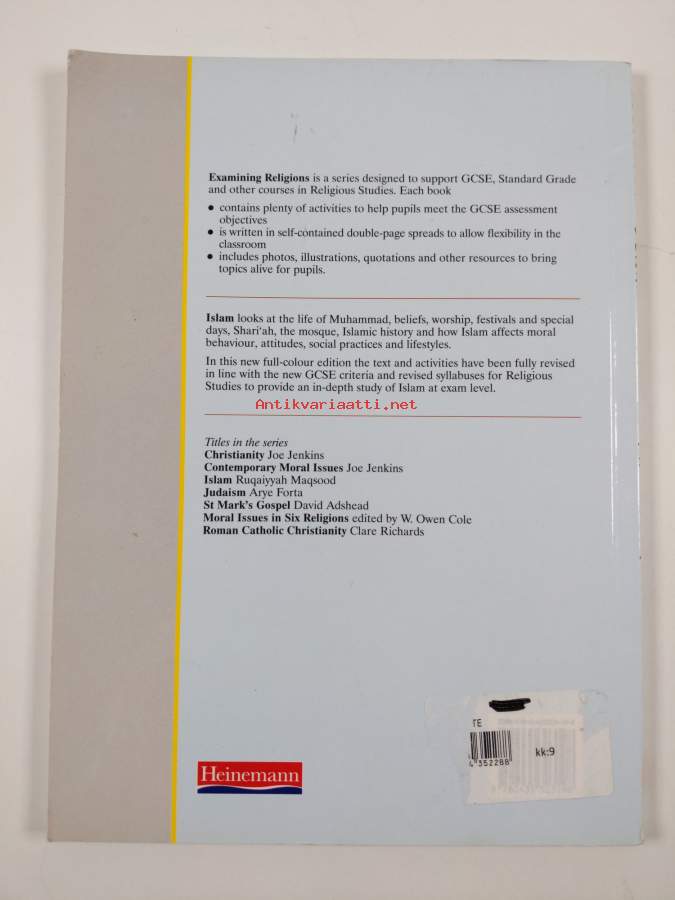 Examining Religions is a series designed to support GCSE, Standard Grade
and other courses in Religious Studies. Each book
• contains plenty of activities to help pupils meet the GCSE assessment
objectives
• is written in self-contained double-page spreads to allow flexibility in the
classroom
• includes photos, illustrations, quotations and other resources to bring
topics alive for pupils.
Islam looks at the life of Muhammad, beliefs, worship, festivals and special
days, Shari'ah, the mosque, Islamic history and how Islam affects moral
behaviour, attitudes, social practices and lifestyles.
In this new full-colour edition the text and activities have been fully revised
in line with the new GCSE criteria and revised syllabuses for Religious
Studies to provide an in-depth study of Islam at exam level.
Antikvariaatti.net
Titles in the series
Christianity Joe Jenkins
Contemporary Moral Issues Joe Jenkins
Islam Ruqaiyyah Maqsood
Judaism Arye Forta
St Mark's Gospel David Adshead
Moral Issues in Six Religions edited by W. Owen Cole
Roman Catholic Christianity Clare Richards
TE
kk:9
4352288
Heinemann